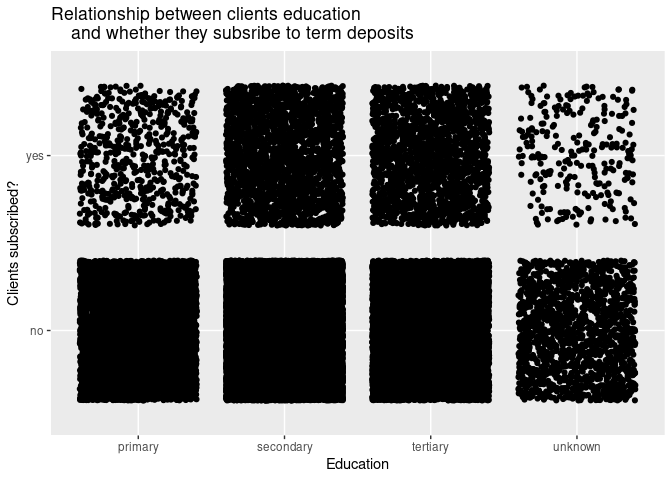 Relationship between clients education
and whether they subsribe to term deposits
yes
no
Clients subscribed?
primary
secondary
tertiary
unknown
Education